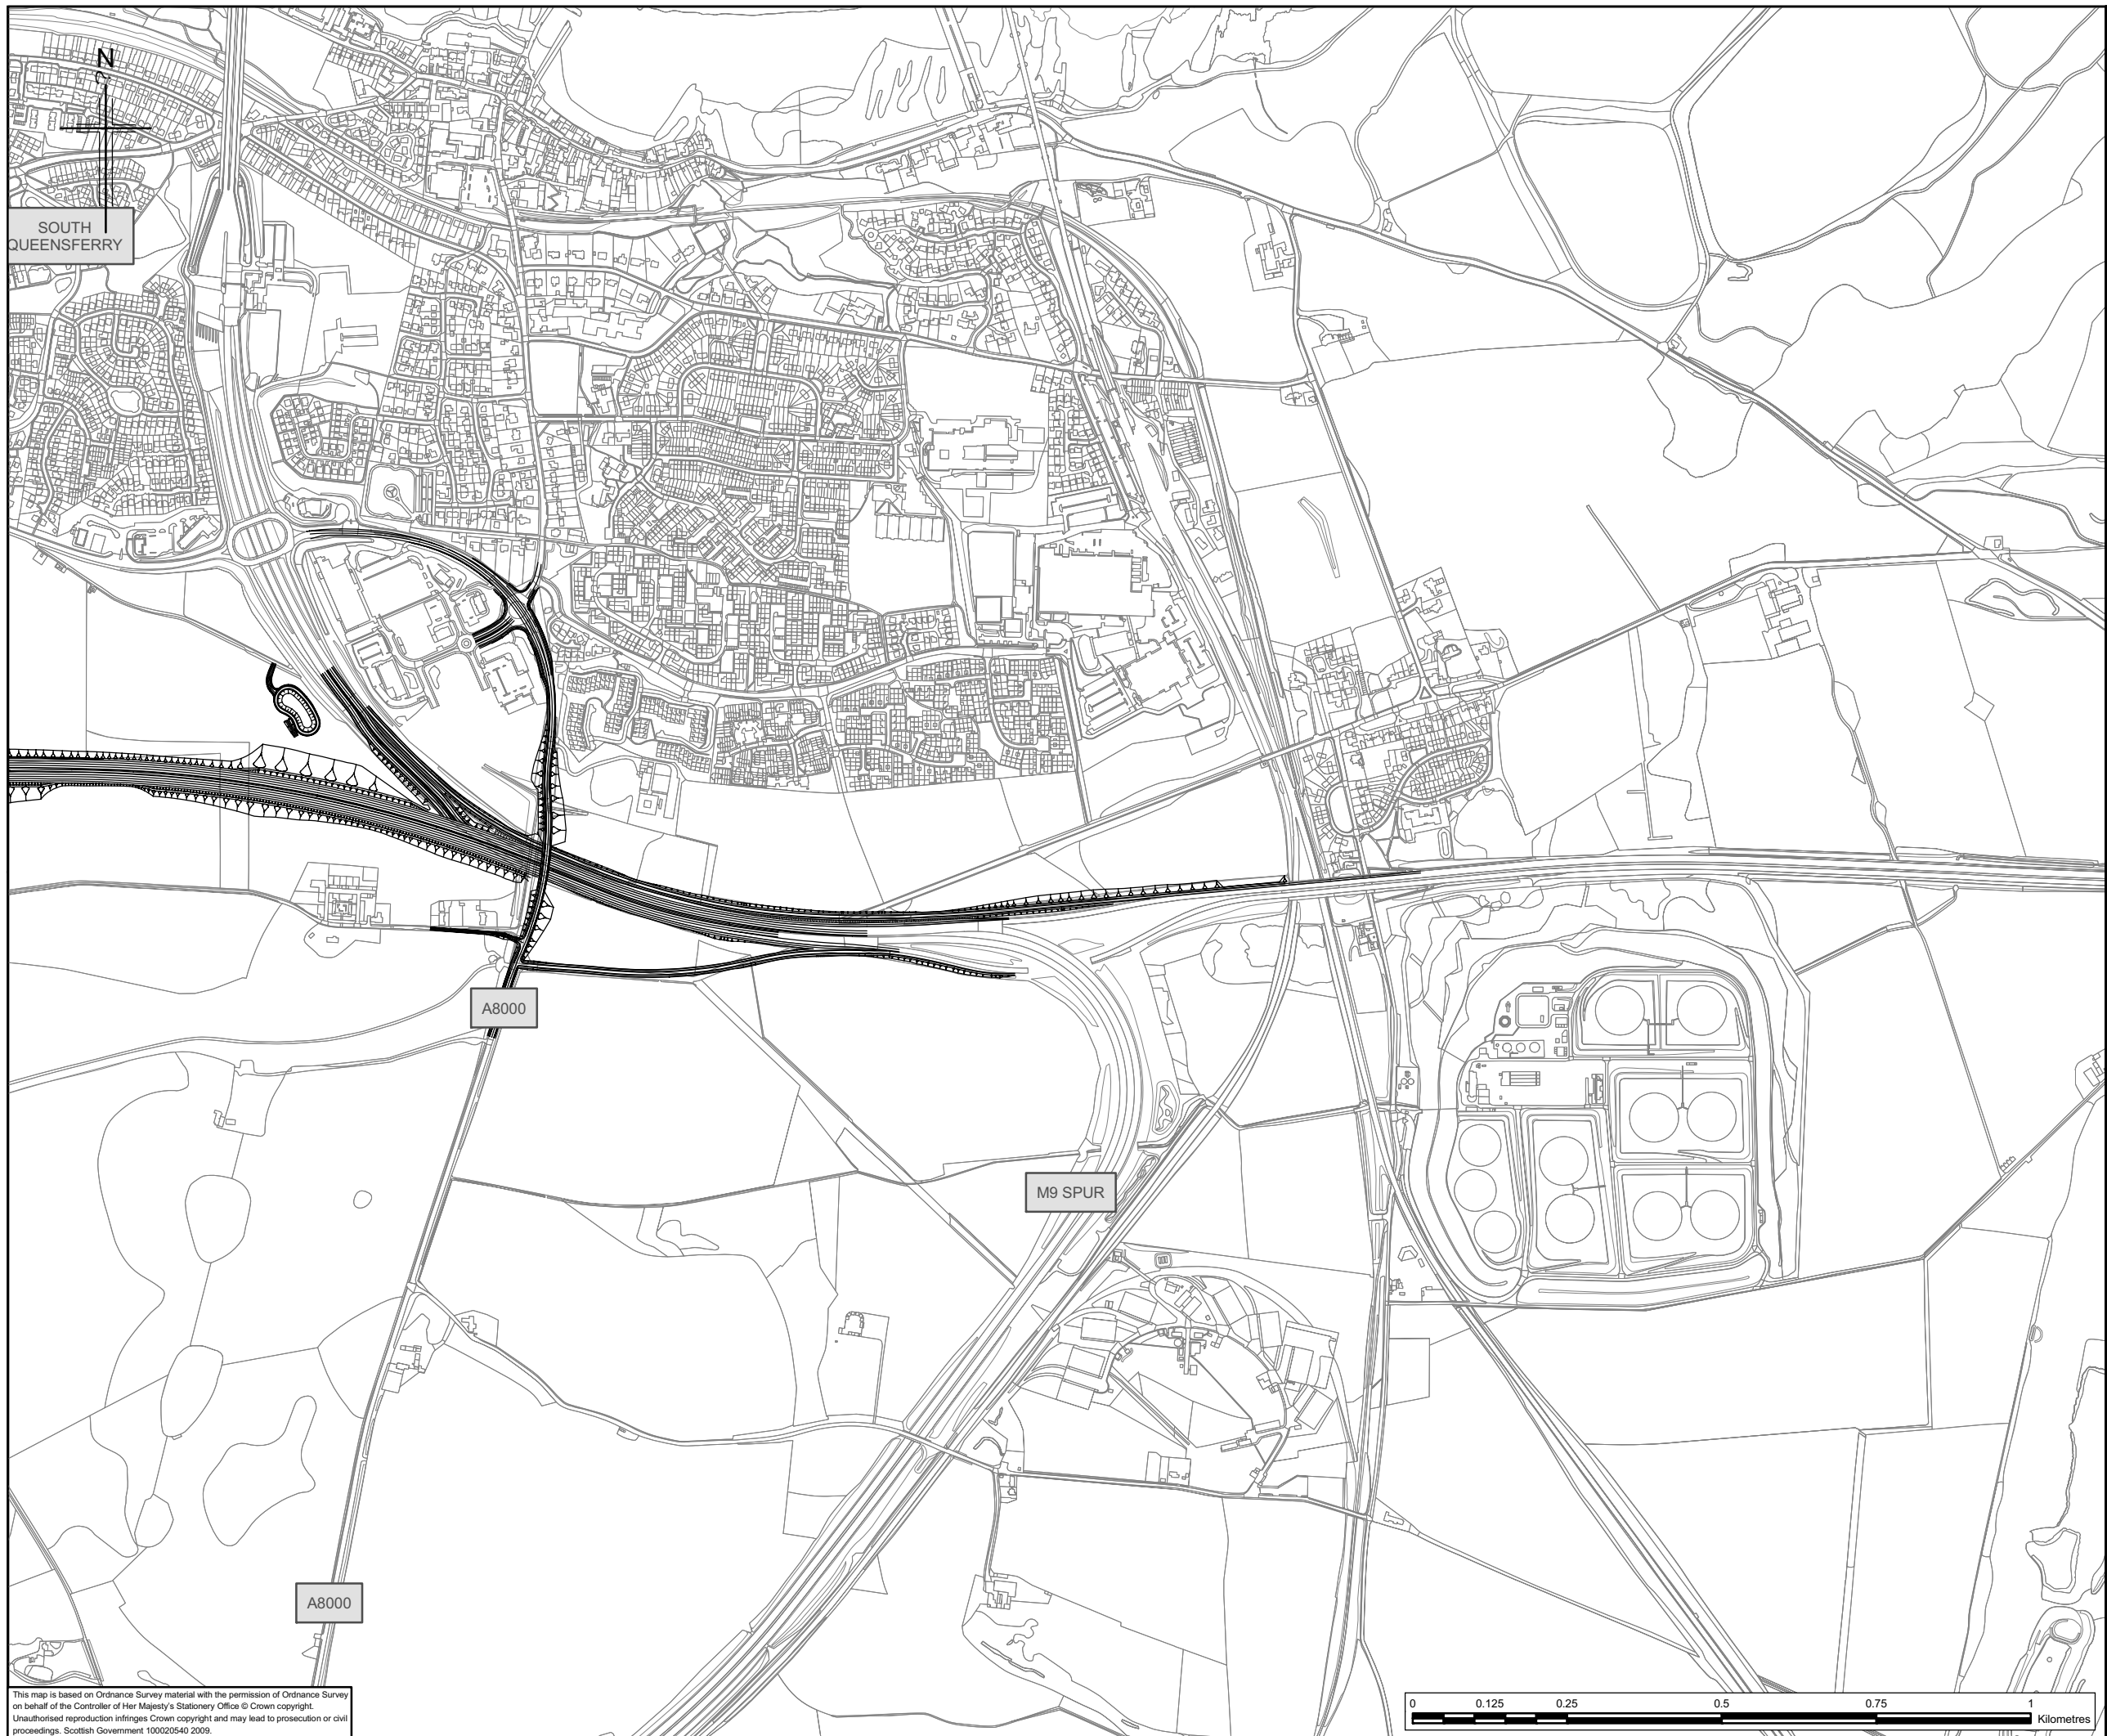 N
SOUTH
QUEENSFERRY
A8000
M9 SPUR
A8000
This map is based on Ordnance Survey material with the permission of Ordnance Survey
on behalf of the Controller of Her Majesty's Stationery Office © Crown copyright.
Unauthorised reproduction infringes Crown copyright and may lead to prosecution or civil
proceedings. Scottish Government 100020540 2009.
0 0.125 0.25 0.5 0.75 1
Kilometres